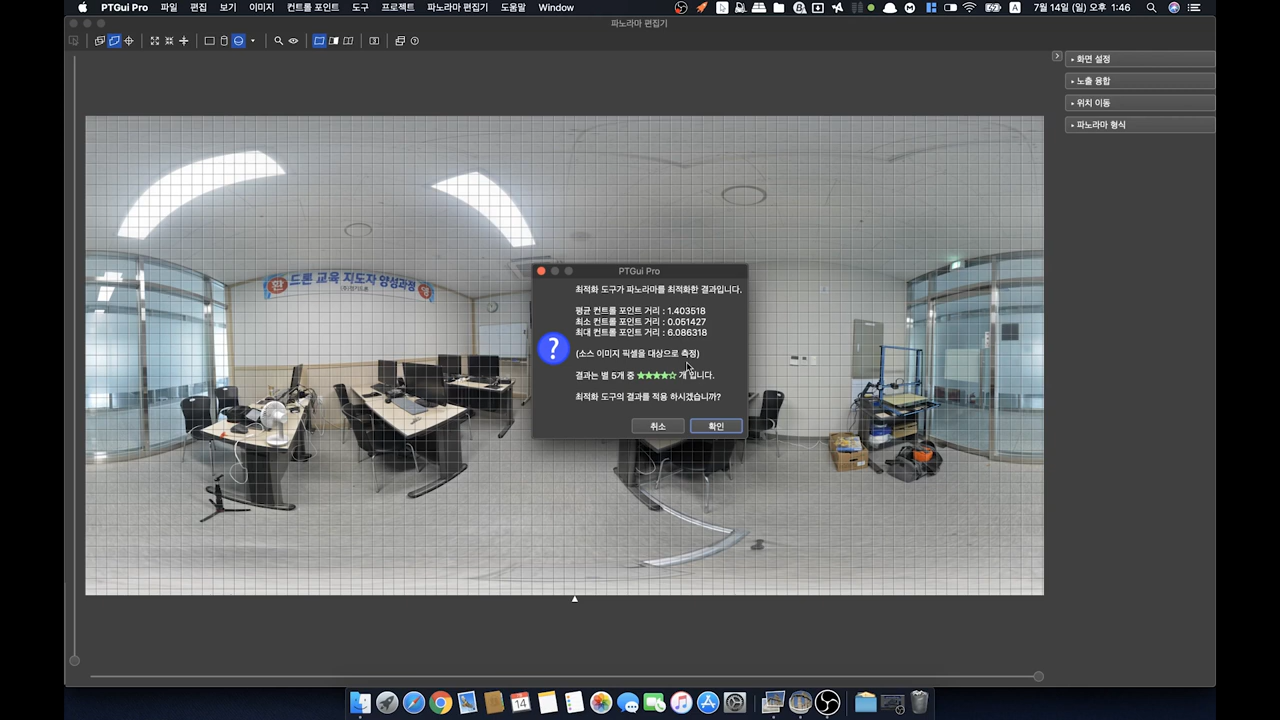 PTGui Pro 파일 편집 보기 이미지 컨트롤 포인트 도구 프로젝트 파노라마 편집기 도움말 Window
7월 14일 (일) 오후 1:46
파노라마 편집기
화면 설정
노출 융합
위치 이동
파노라마 형식
드론 교육 지도자 양성과정
PTGui Pro
최적화 도구가 파노라마를 최적화한 결과입니다.
평균 컨트롤 포인트 거리 : 1.403518
최소 컨트롤 포인트 거리 : 0.051427
최대 컨트롤 포인트 거리 : 6.086318
(소스 이미지 픽셀을 대상으로 측정)
결과는 별 5개 중 ★★★★☆ 개 입니다.
최적화 도구의 결과를 적용 하시겠습니까?
취소 확인
14